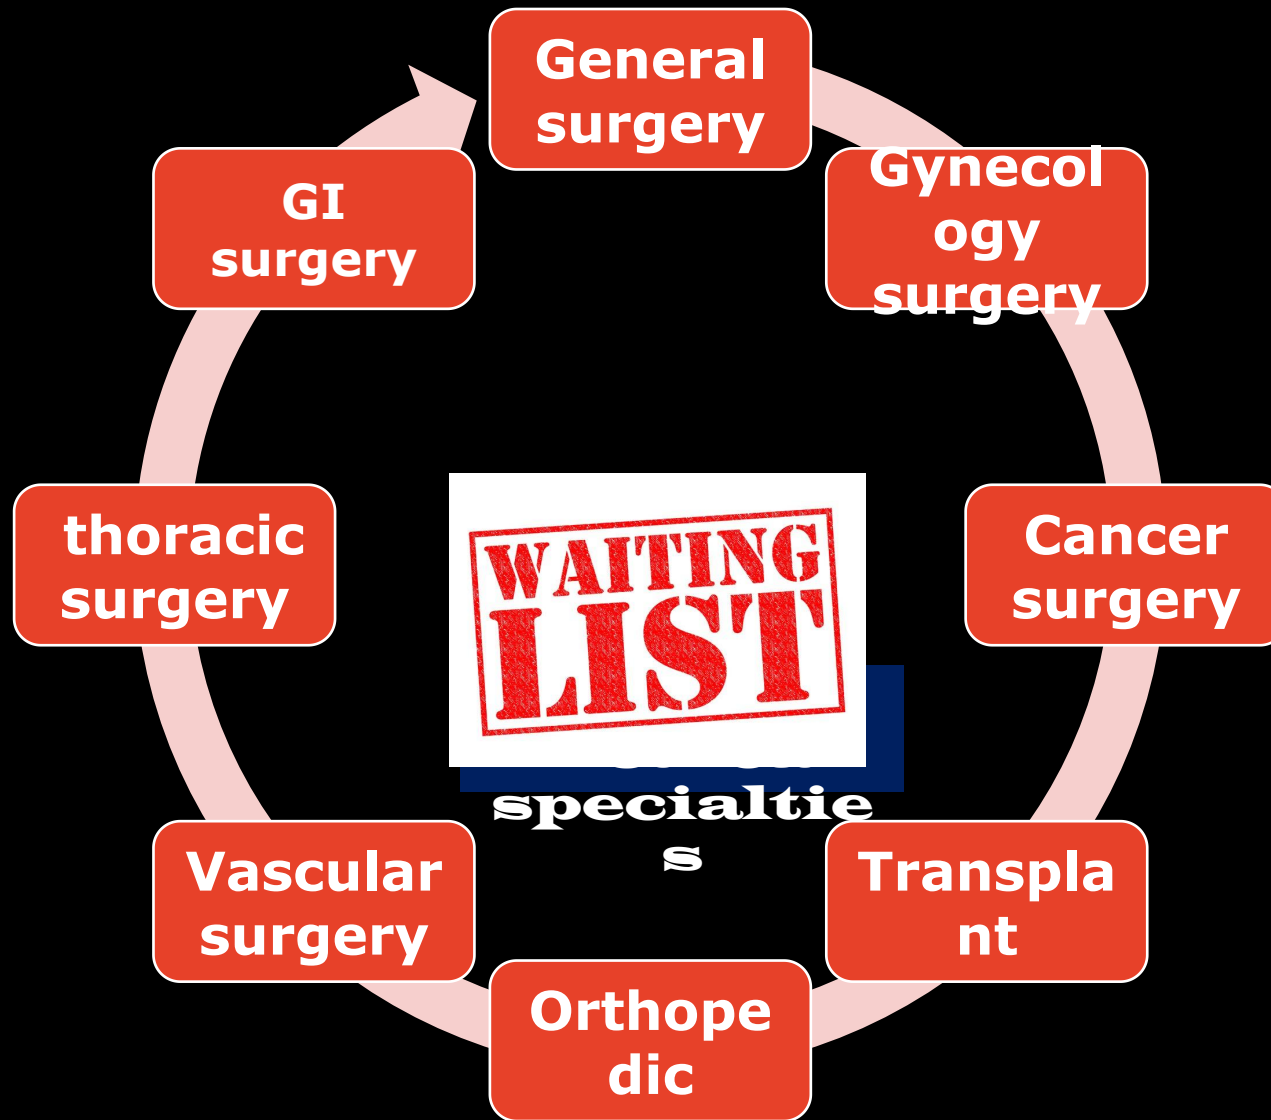 General
surgery
Gynecol
ogy
surgery
Cancer
surgery
Transpla
nt
Orthope
dic
Vascular
surgery
thoracic
surgery
GI
surgery
WAITING
LIST
specialtie
s